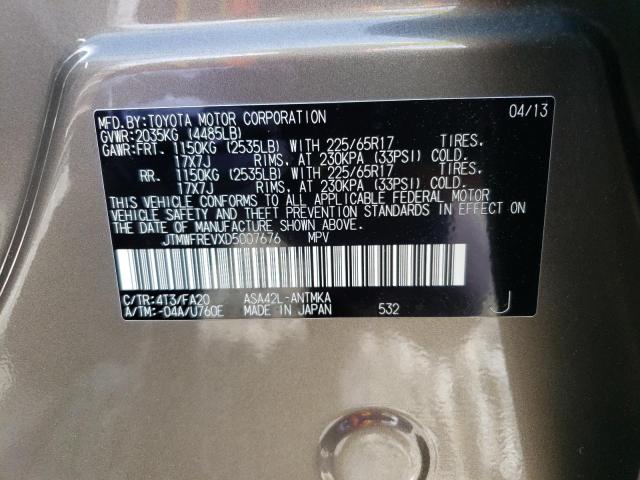 MFD.BY:TOYOTA MOTOR CORPORATION 04/13
GVWR:2035KG (4485LB)
GAWR:FRT. 1150KG (2535LB) WITH 225/65R17 TIRES.
17X7J RIMS, AT 230KPA (33PSI) COLD.
RR. 1150KG (2535LB) WITH 225/65R17 TIRES.
17X7J RIMS, AT 230KPA (33PSI) COLD.
THIS VEHICLE CONFORMS TO ALL APPLICABLE FEDERAL MOTOR
VEHICLE SAFETY AND THEFT PREVENTION STANDARDS IN EFFECT ON
THE DATE OF MANUFACTURE SHOWN ABOVE.
JTMWFREVXD5007676 MPV
C/TR:4T3/FA20 ASA42L-ANTMKA
A/TM:-04A/U760E MADE IN JAPAN 532 J